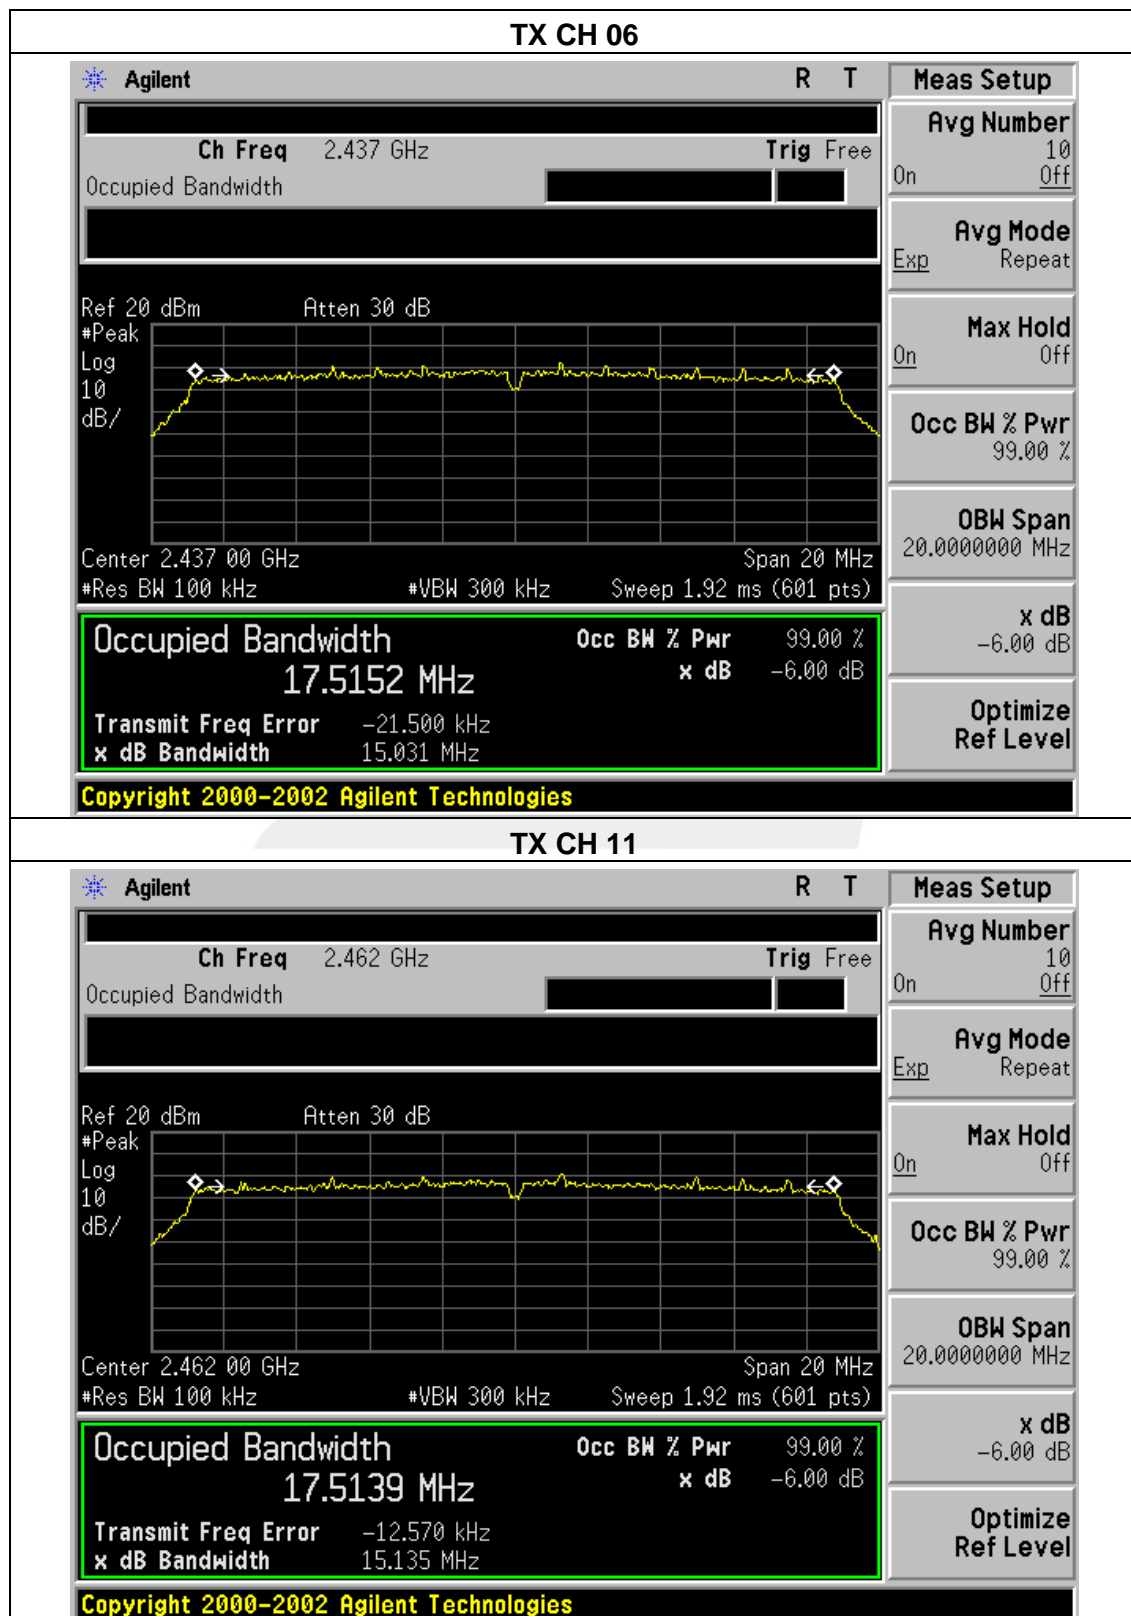 TX CH 06
Agilent R T Meas Setup
Ch Freq 2.437 GHz Trig Free
Occupied Bandwidth
Avg Number
10
On Off
Avg Mode
Exp Repeat
Max Hold
On Off
Occ BW % Pwr
99.00 %
OBW Span
20.0000000 MHz
x dB
-6.00 dB
Optimize
Ref Level
Ref 20 dBm Atten 30 dB
#Peak
Log
10
dB/
Center 2.437 00 GHz Span 20 MHz
#Res BW 100 kHz #VBW 300 kHz Sweep 1.92 ms (601 pts)
Occupied Bandwidth Occ BW % Pwr 99.00 %
17.5152 MHz x dB -6.00 dB
Transmit Freq Error -21.500 kHz
x dB Bandwidth 15.031 MHz
Copyright 2000-2002 Agilent Technologies
TX CH 11
Agilent R T Meas Setup
Ch Freq 2.462 GHz Trig Free
Occupied Bandwidth
Avg Number
10
On Off
Avg Mode
Exp Repeat
Max Hold
On Off
Occ BW % Pwr
99.00 %
OBW Span
20.0000000 MHz
x dB
-6.00 dB
Optimize
Ref Level
Ref 20 dBm Atten 30 dB
#Peak
Log
10
dB/
Center 2.462 00 GHz Span 20 MHz
#Res BW 100 kHz #VBW 300 kHz Sweep 1.92 ms (601 pts)
Occupied Bandwidth Occ BW % Pwr 99.00 %
17.5139 MHz x dB -6.00 dB
Transmit Freq Error -12.570 kHz
x dB Bandwidth 15.135 MHz
Copyright 2000-2002 Agilent Technologies